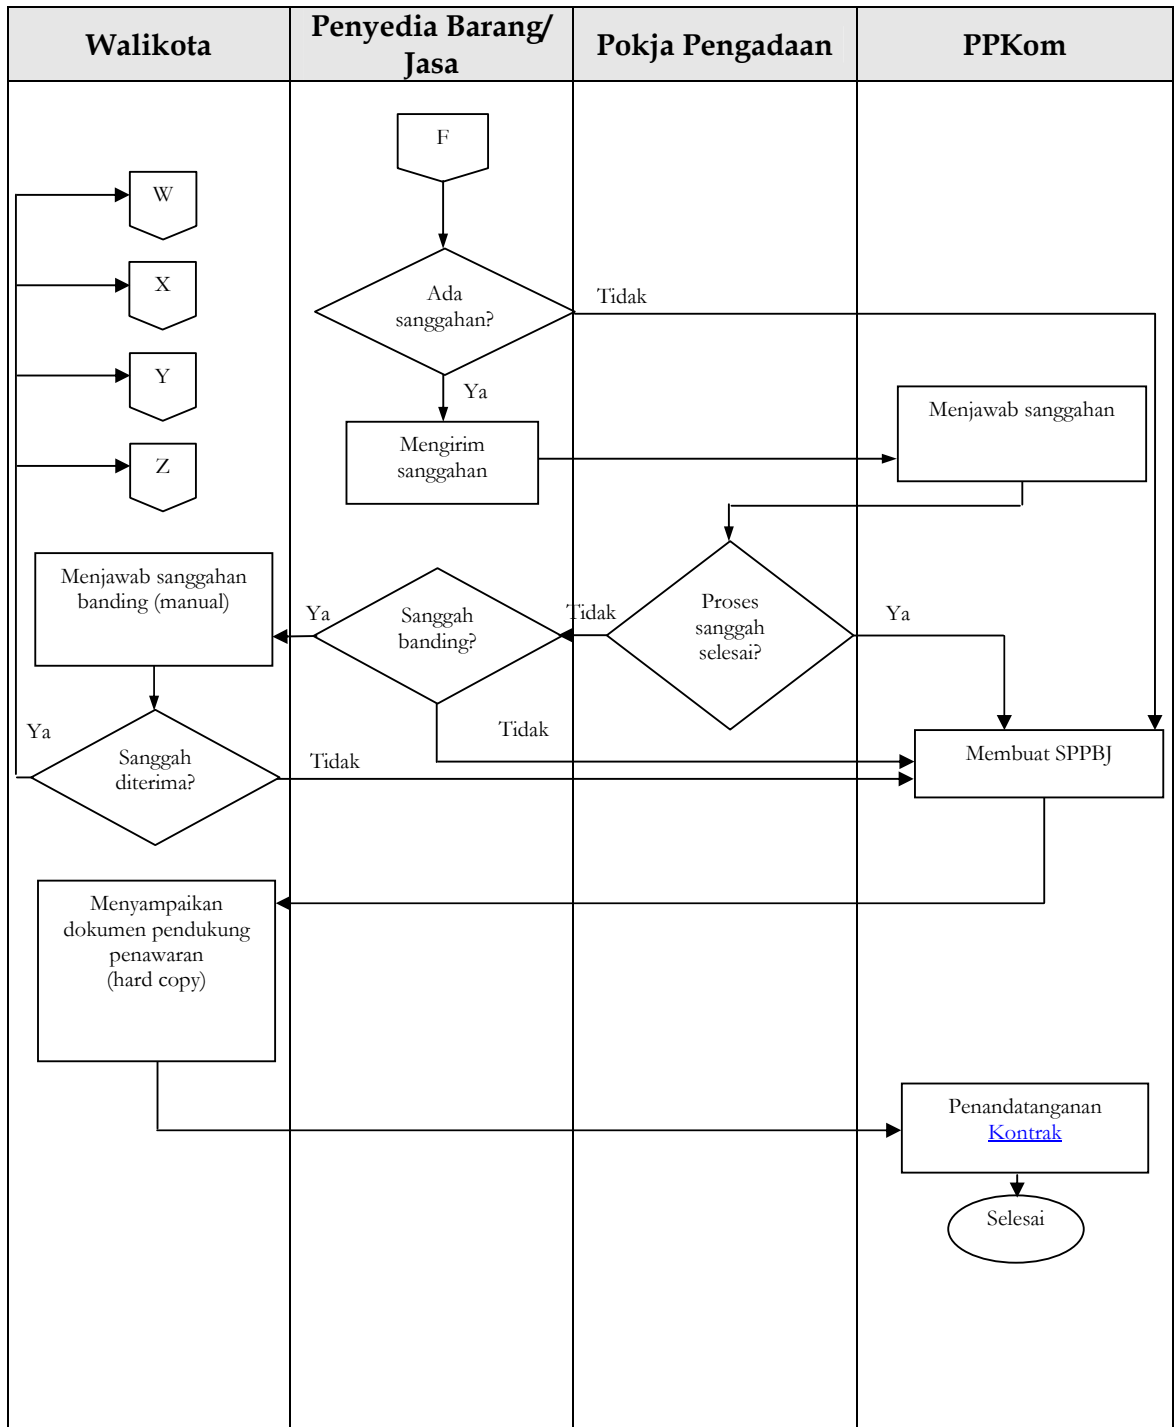 Walikota
Penyedia Barang/
Jasa
Pokja Pengadaan
PPKom
F
W
X
Y
Z
Ada
sanggahan?
Tidak
Ya
Mengirim
sanggahan
Menjawab sanggahan
Menjawab sanggahan
banding (manual)
Ya
Sanggah
banding?
Tidak
Proses
sanggah
selesai?
Ya
Tidak
Ya
Sanggah
diterima?
Tidak
Membuat SPPBJ
Menyampaikan
dokumen pendukung
penawaran
(hard copy)
Penandatanganan
Kontrak
Selesai